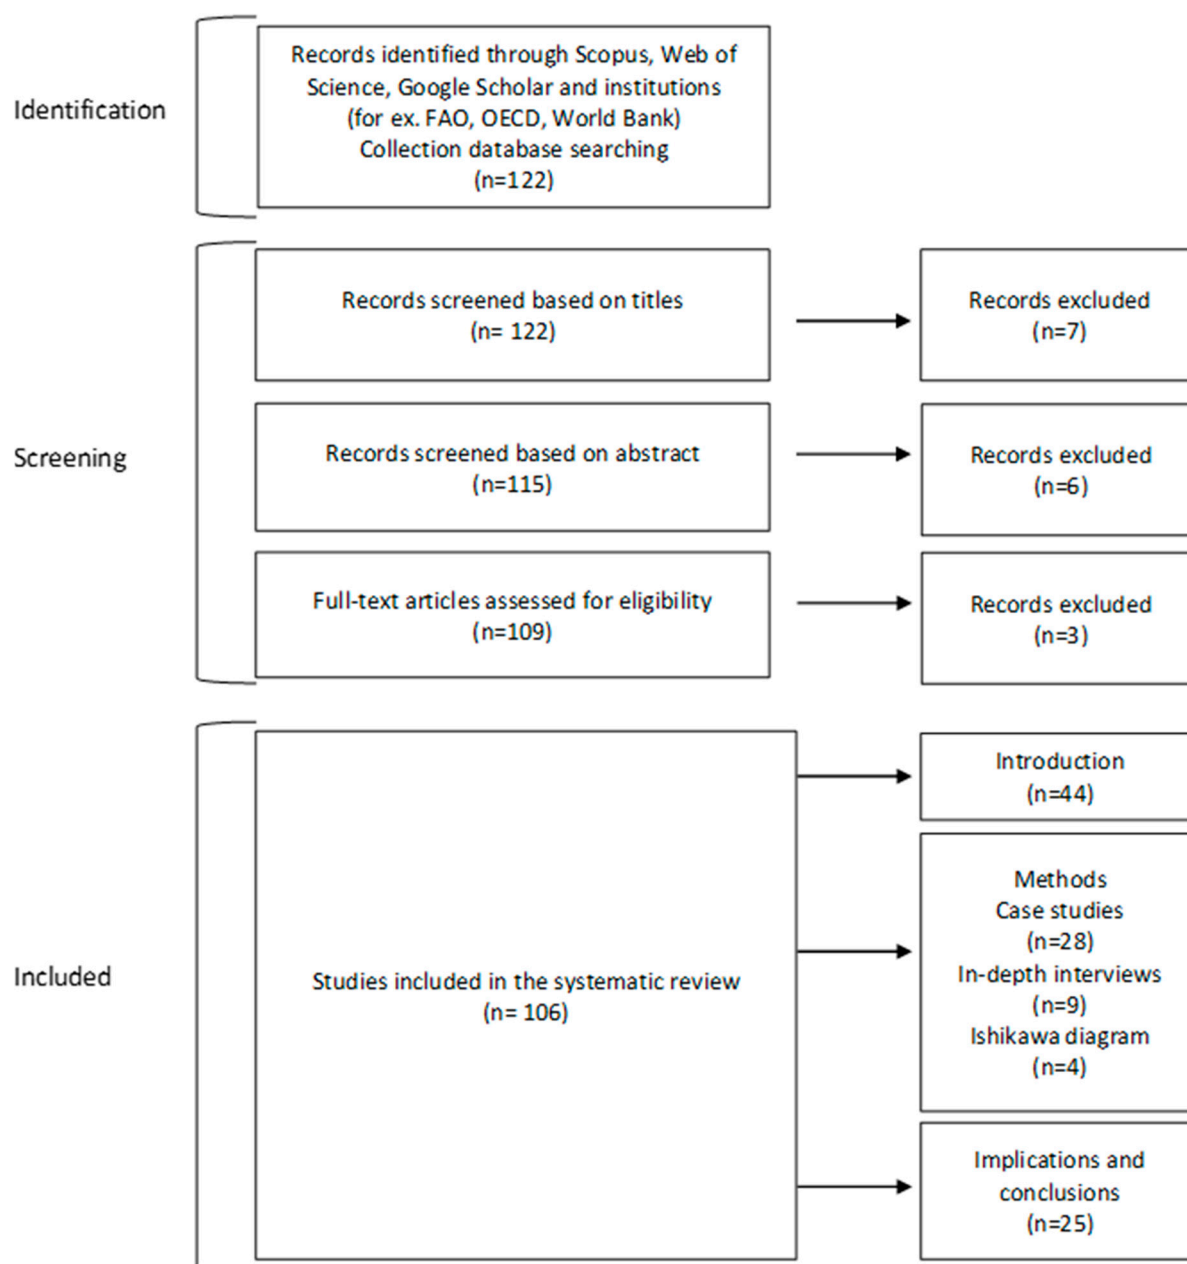 Identification
Records identified through Scopus, Web of
Science, Google Scholar and institutions
(for ex. FAO, OECD, World Bank)
Collection database searching
(n=122)
Screening
Records screened based on titles
(n= 122)
Records excluded
(n=7)
Records screened based on abstract
(n=115)
Records excluded
(n=6)
Full-text articles assessed for eligibility
(n=109)
Records excluded
(n=3)
Included
Studies included in the systematic review
(n= 106)
Introduction
(n=44)
Methods
Case studies
(n=28)
In-depth interviews
(n=9)
Ishikawa diagram
(n=4)
Implications and
conclusions
(n=25)